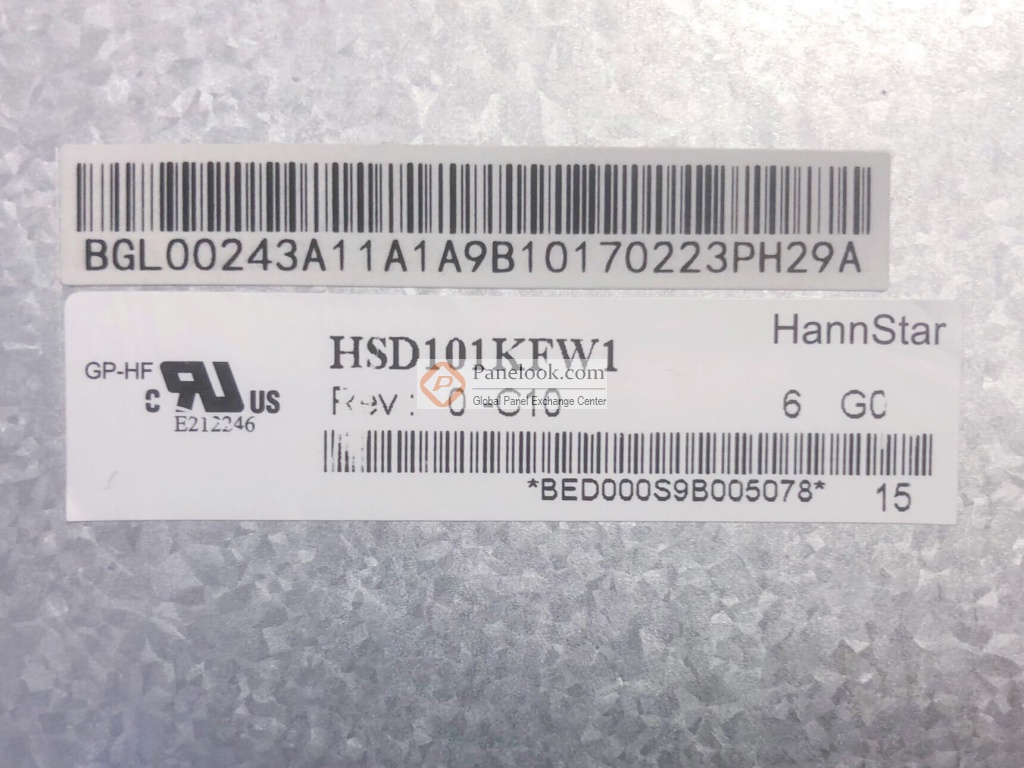 BGL00243A11A1A9B10170223PH29A
HannStar
HSD101KFW1
GP-HF
C US
E212246
Panelook.com
Global Panel Exchange Center
Rev: 0 -C10 6 G0
*BED000S9B005078* 15